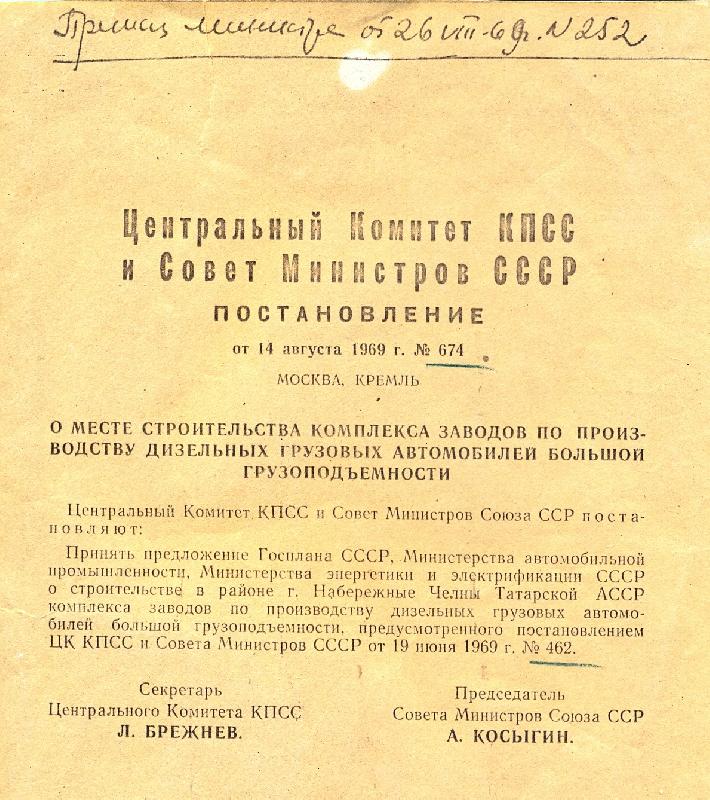 Приказ министра от 26 VIII-69г. N 252
Центральный Комитет КПСС
и Совет Министров СССР
ПОСТАНОВЛЕНИЕ
от 14 августа 1969 г. № 674
МОСКВА, КРЕМЛЬ
О МЕСТЕ СТРОИТЕЛЬСТВА КОМПЛЕКСА ЗАВОДОВ ПО ПРОИЗ-
ВОДСТВУ ДИЗЕЛЬНЫХ ГРУЗОВЫХ АВТОМОБИЛЕЙ БОЛЬШОЙ
ГРУЗОПОДЪЕМНОСТИ
Центральный Комитет КПСС и Совет Министров Союза ССР поста-
новляют:
Принять предложение Госплана СССР, Министерства автомобильной
промышленности, Министерства энергетики и электрификации СССР
о строительстве в районе г. Набережные Челны Татарской АССР
комплекса заводов по производству дизельных грузовых автомо-
билей большой грузоподъемности, предусмотренного постановлением
ЦК КПСС и Совета Министров СССР от 19 июня 1969 г. № 462.
Секретарь
Центрального Комитета КПСС
Л. БРЕЖНЕВ.
Председатель
Совета Министров Союза ССР
А. КОСЫГИН.